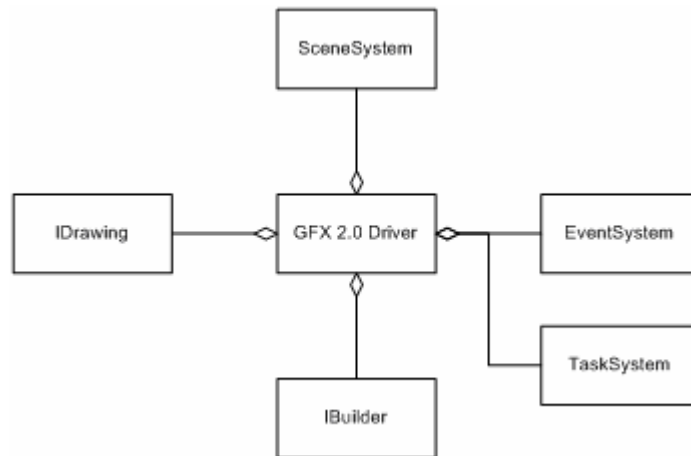 SceneSystem
IDrawing
GFX 2.0 Driver
EventSystem
TaskSystem
IBuilder